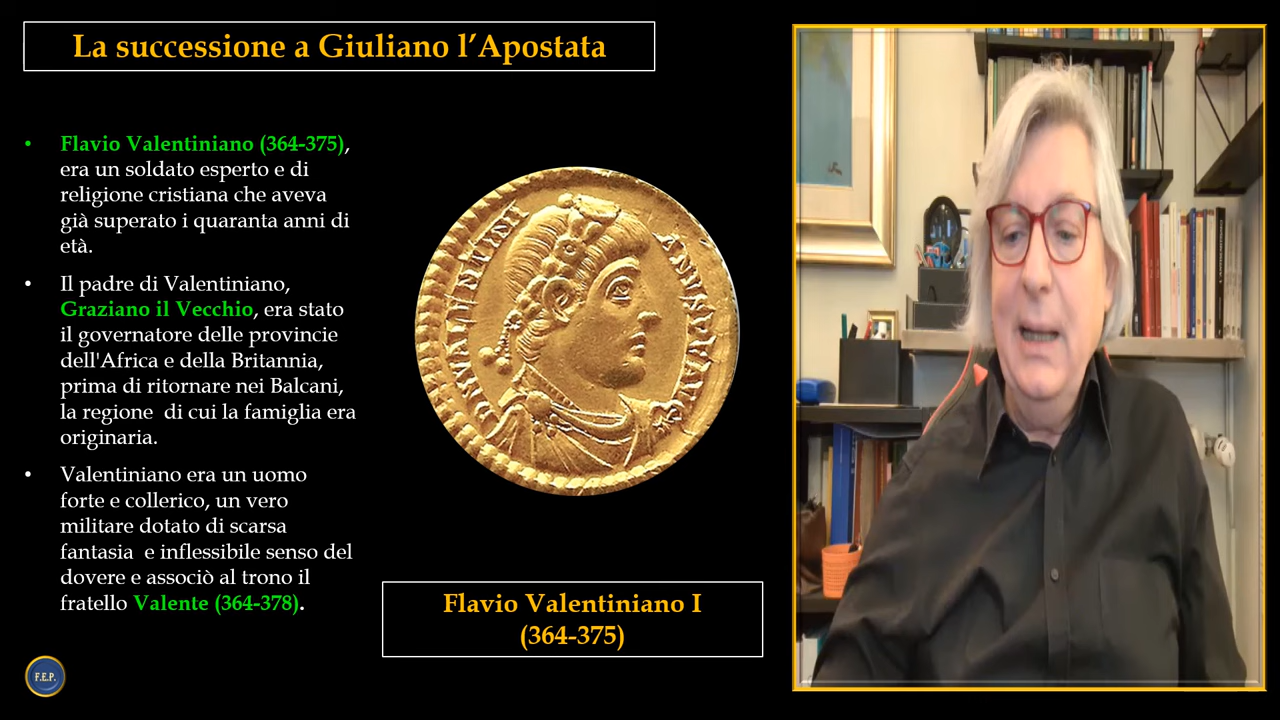 La successione a Giuliano l’Apostata
• Flavio Valentiniano (364-375),
era un soldato esperto e di
religione cristiana che aveva
già superato i quaranta anni di
età.
• Il padre di Valentiniano,
Graziano il Vecchio, era stato
il governatore delle provincie
dell'Africa e della Britannia,
prima di ritornare nei Balcani,
la regione di cui la famiglia era
originaria.
• Valentiniano era un uomo
forte e collerico, un vero
militare dotato di scarsa
fantasia e inflessibile senso del
dovere e associò al trono il
fratello Valente (364-378).
DNVALENTINI ANVSPFAVG
Flavio Valentiniano I
(364-375)
F.E.P.